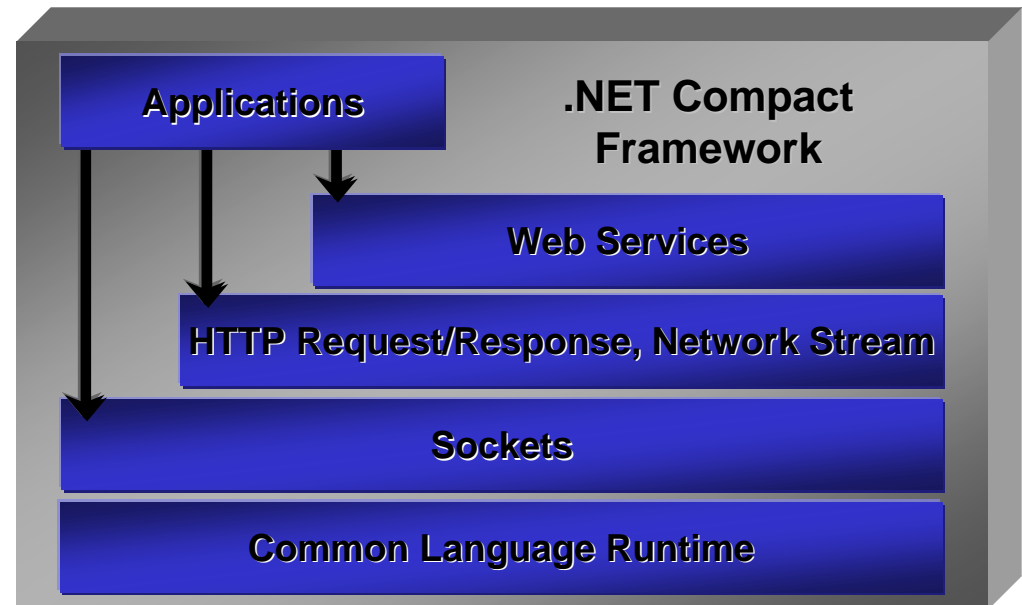 Applications
.NET Compact
Framework
Web Services
HTTP Request/Response, Network Stream
Sockets
Common Language Runtime